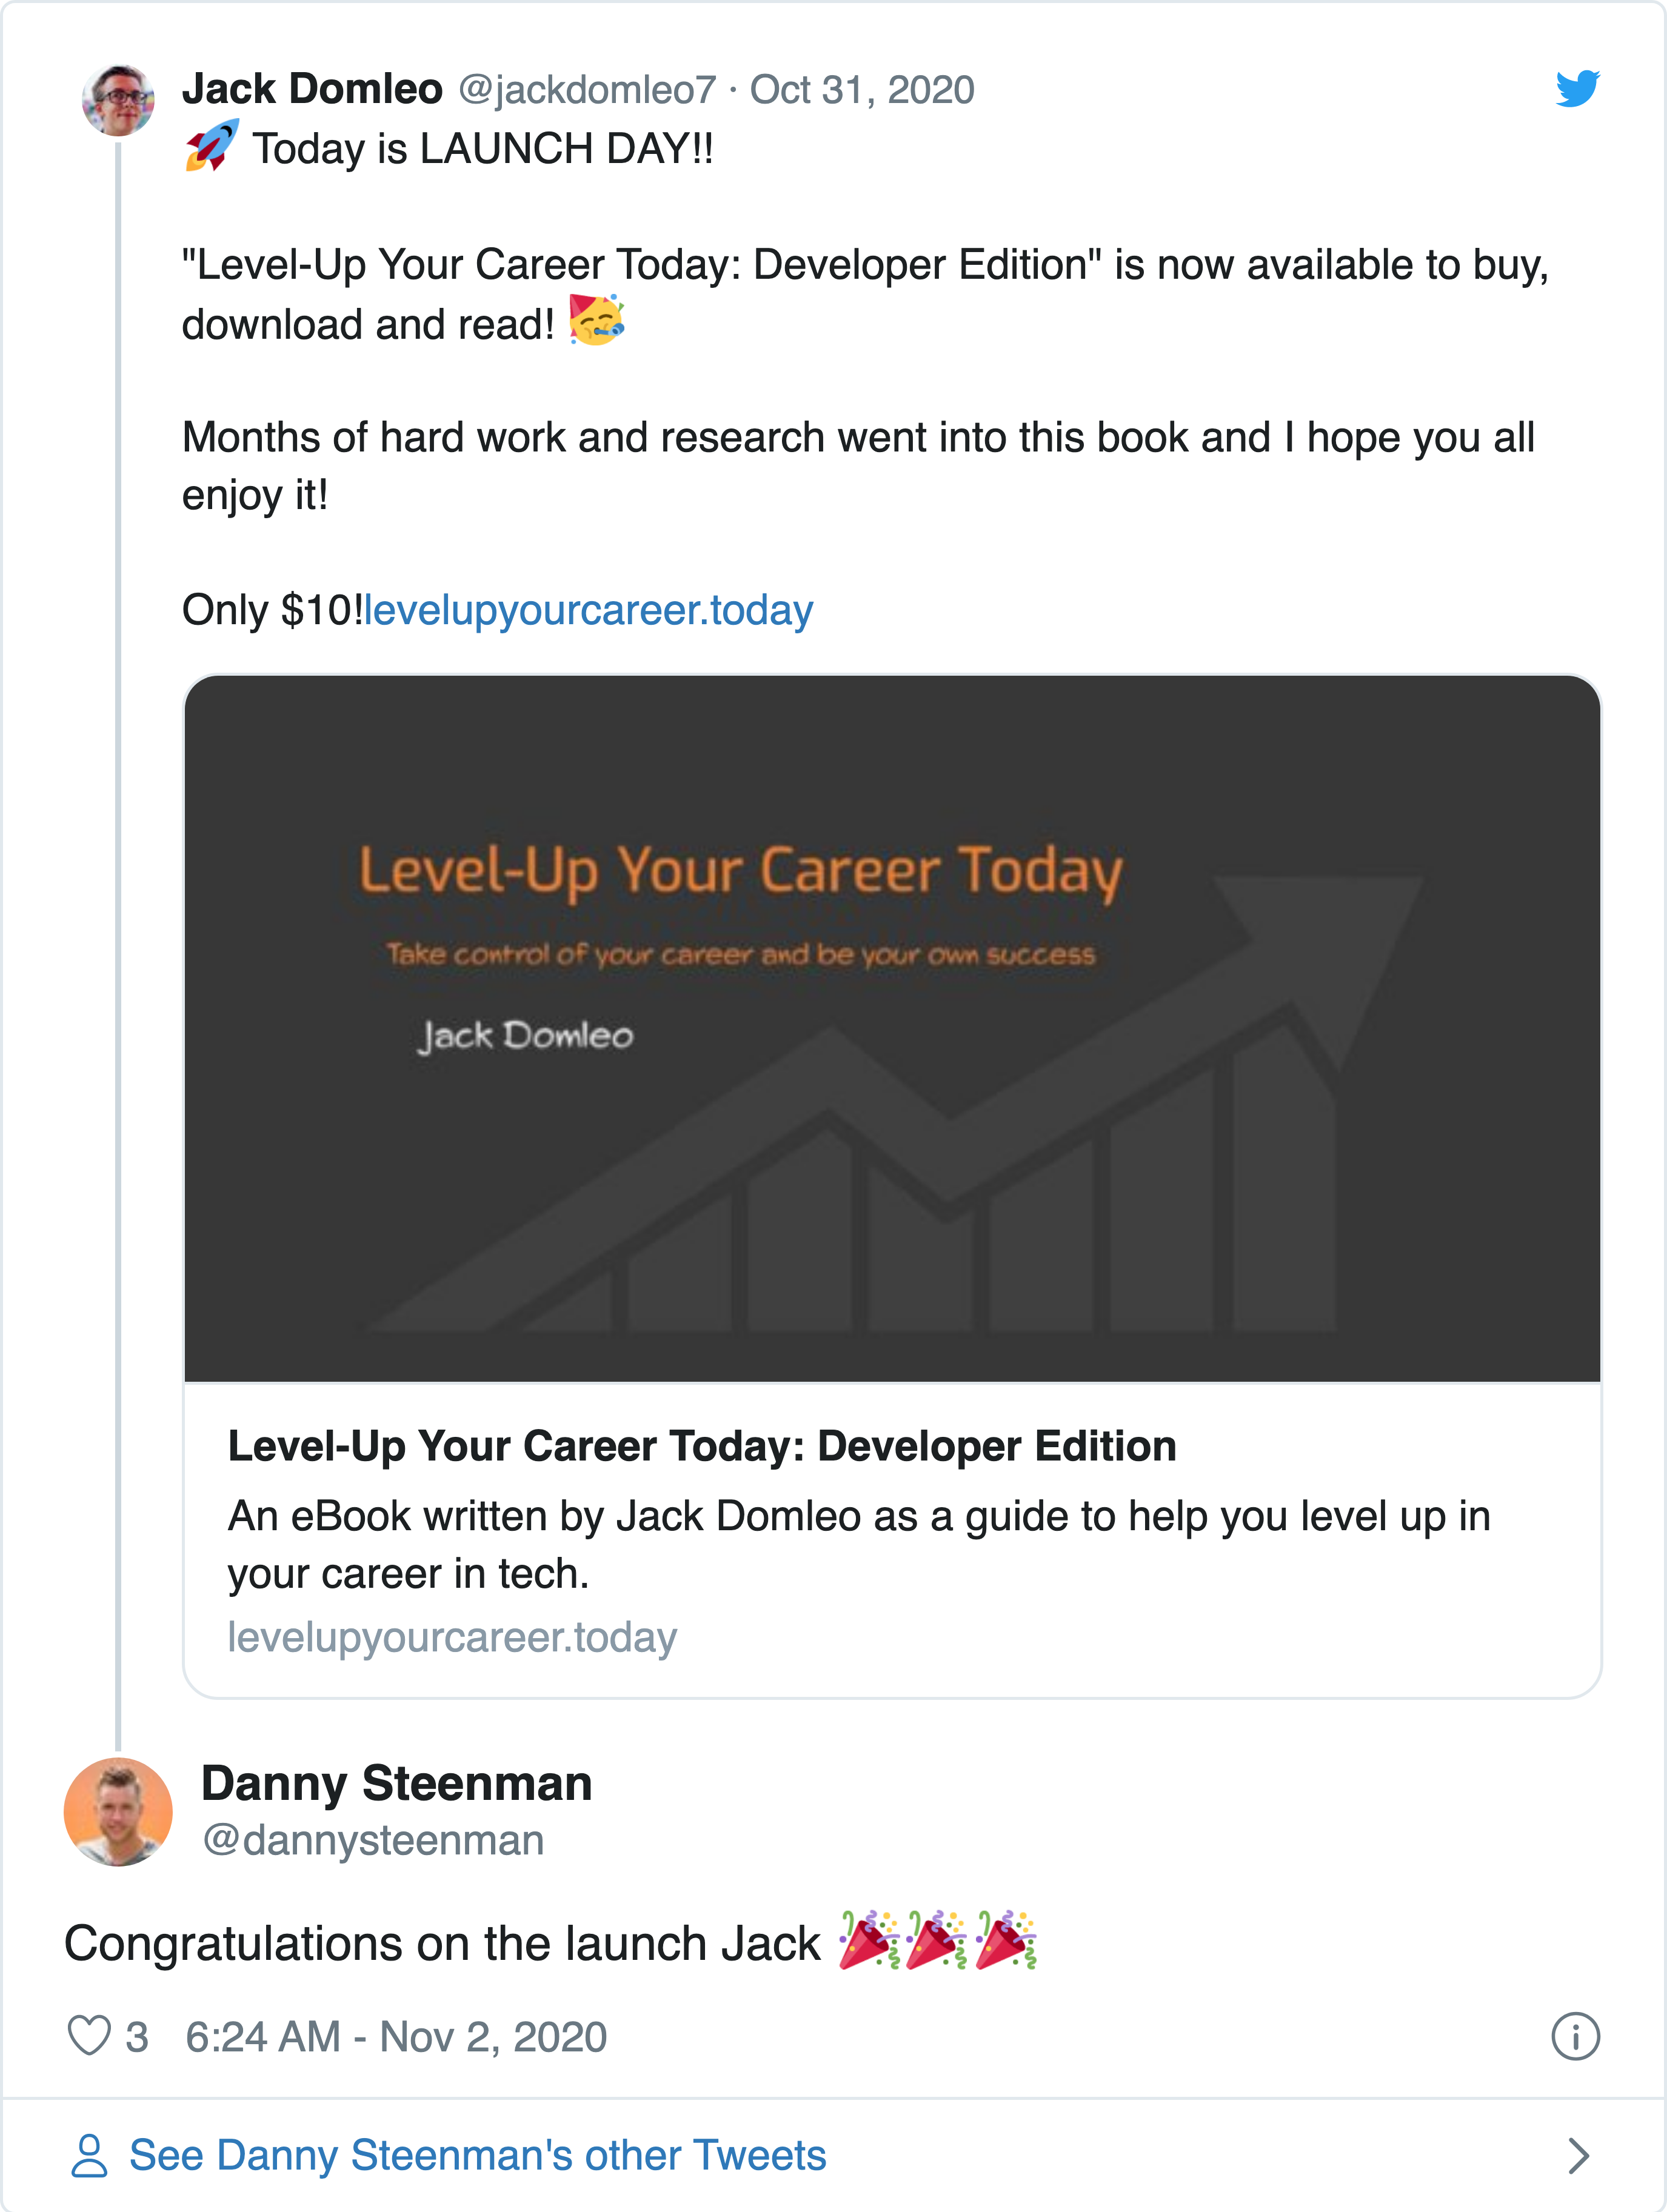 Jack Domleo @jackdomleo7 · Oct 31, 2020
🚀 Today is LAUNCH DAY!!
"Level-Up Your Career Today: Developer Edition" is now available to buy,
download and read! 🥳
Months of hard work and research went into this book and I hope you all
enjoy it!
Only $10!levelupyourcareer.today
Level-Up Your Career Today
Take control of your career and be your own success
Jack Domleo
Level-Up Your Career Today: Developer Edition
An eBook written by Jack Domleo as a guide to help you level up in
your career in tech.
levelupyourcareer.today
Danny Steenman
@dannysteenman
Congratulations on the launch Jack 🎉🎉🎉
3 6:24 AM - Nov 2, 2020
See Danny Steenman's other Tweets